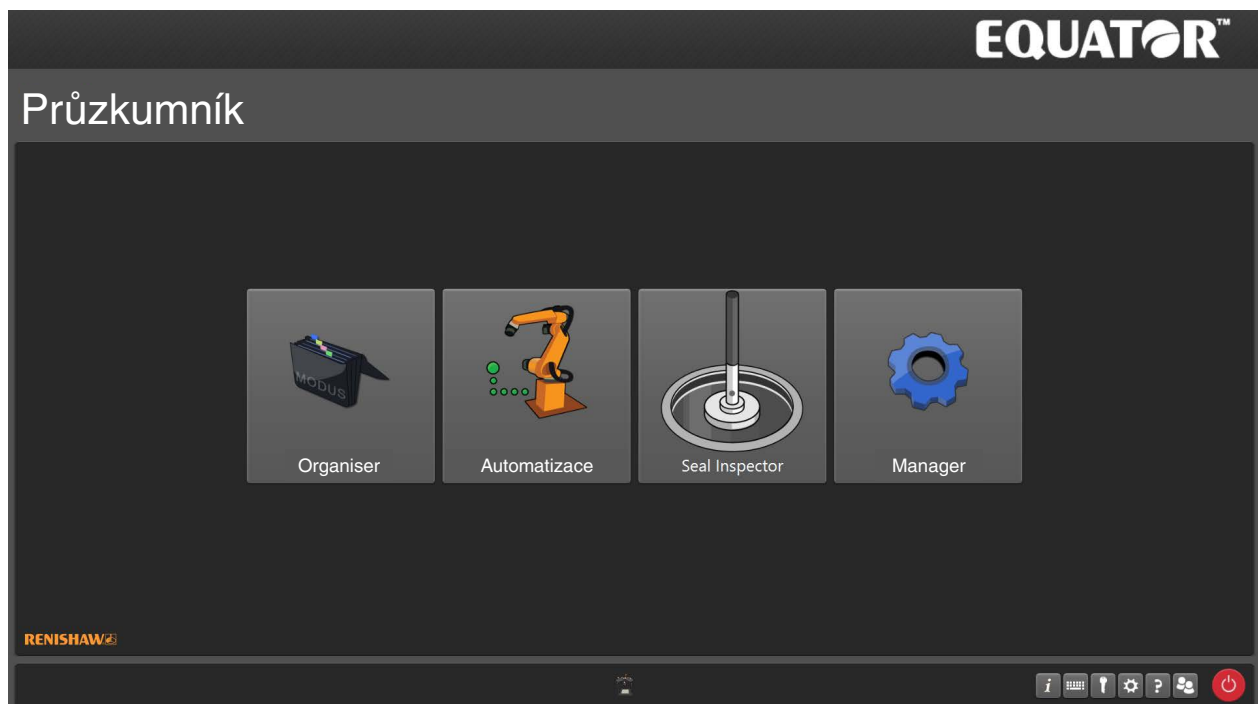 EQUATOR™
Průzkumník
MODUS
Organiser
Automatizace
Seal Inspector
Manager
RENISHAW
i
?